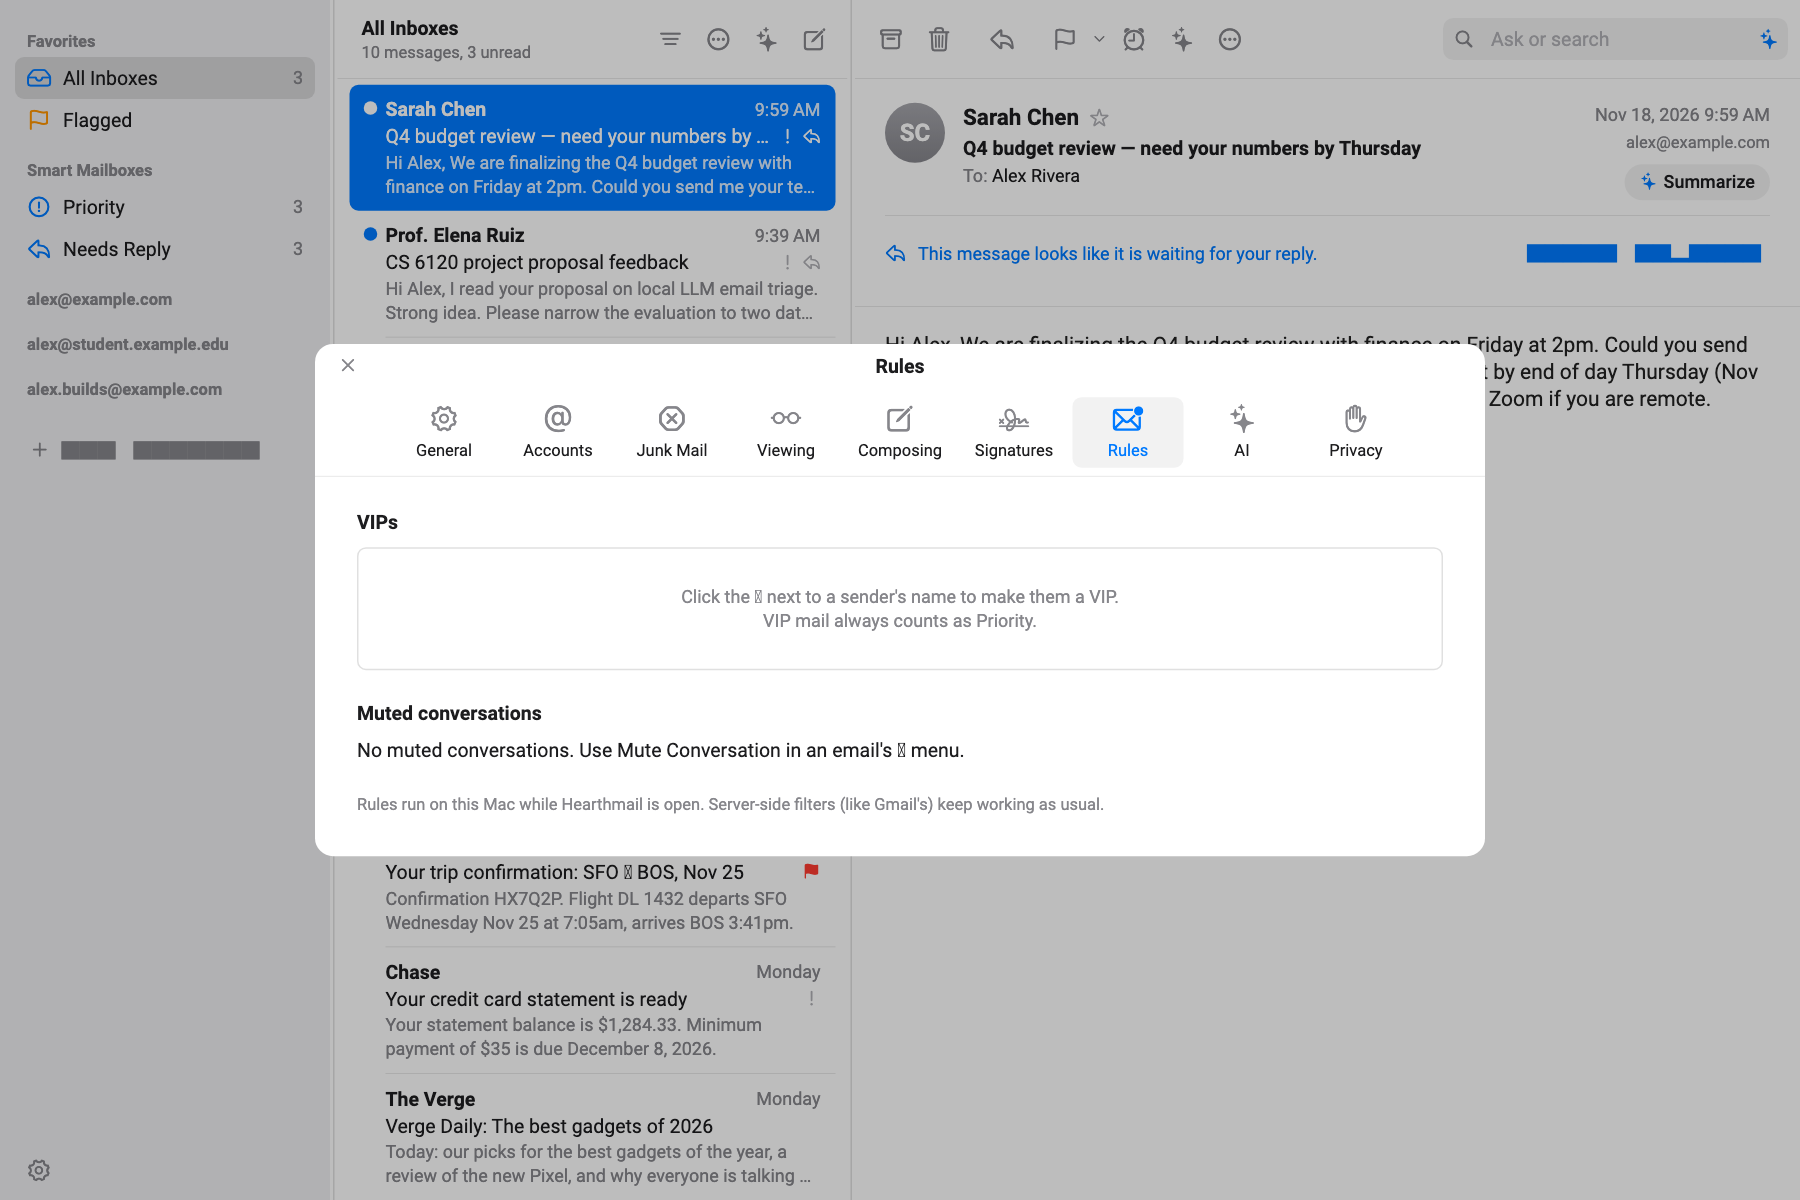 Favorites
All Inboxes 3
Flagged
Smart Mailboxes
Priority 3
Needs Reply 3
alex@example.com
alex@student.example.edu
alex.builds@example.com
All Inboxes
10 messages, 3 unread
Sarah Chen 9:59 AM
Q4 budget review — need your numbers by … !
Hi Alex, We are finalizing the Q4 budget review with
finance on Friday at 2pm. Could you send me your te…
Prof. Elena Ruiz 9:39 AM
CS 6120 project proposal feedback !
Hi Alex, I read your proposal on local LLM email triage.
Strong idea. Please narrow the evaluation to two dat…
Your trip confirmation: SFO BOS, Nov 25
Confirmation HX7Q2P. Flight DL 1432 departs SFO
Wednesday Nov 25 at 7:05am, arrives BOS 3:41pm.
Chase Monday
Your credit card statement is ready !
Your statement balance is $1,284.33. Minimum
payment of $35 is due December 8, 2026.
The Verge Monday
Verge Daily: The best gadgets of 2026
Today: our picks for the best gadgets of the year, a
review of the new Pixel, and why everyone is talking …
Ask or search
SC
Sarah Chen
Nov 18, 2026 9:59 AM
Q4 budget review — need your numbers by Thursday
alex@example.com
To: Alex Rivera
Summarize
This message looks like it is waiting for your reply.
Hi Alex, We are finalizing the Q4 budget review with finance on Friday at 2pm. Could you send
by end of day Thursday (Nov
Zoom if you are remote.
Rules
General
Accounts
Junk Mail
Viewing
Composing
Signatures
Rules
AI
Privacy
VIPs
Click the next to a sender's name to make them a VIP.
VIP mail always counts as Priority.
Muted conversations
No muted conversations. Use Mute Conversation in an email's menu.
Rules run on this Mac while Hearthmail is open. Server-side filters (like Gmail's) keep working as usual.